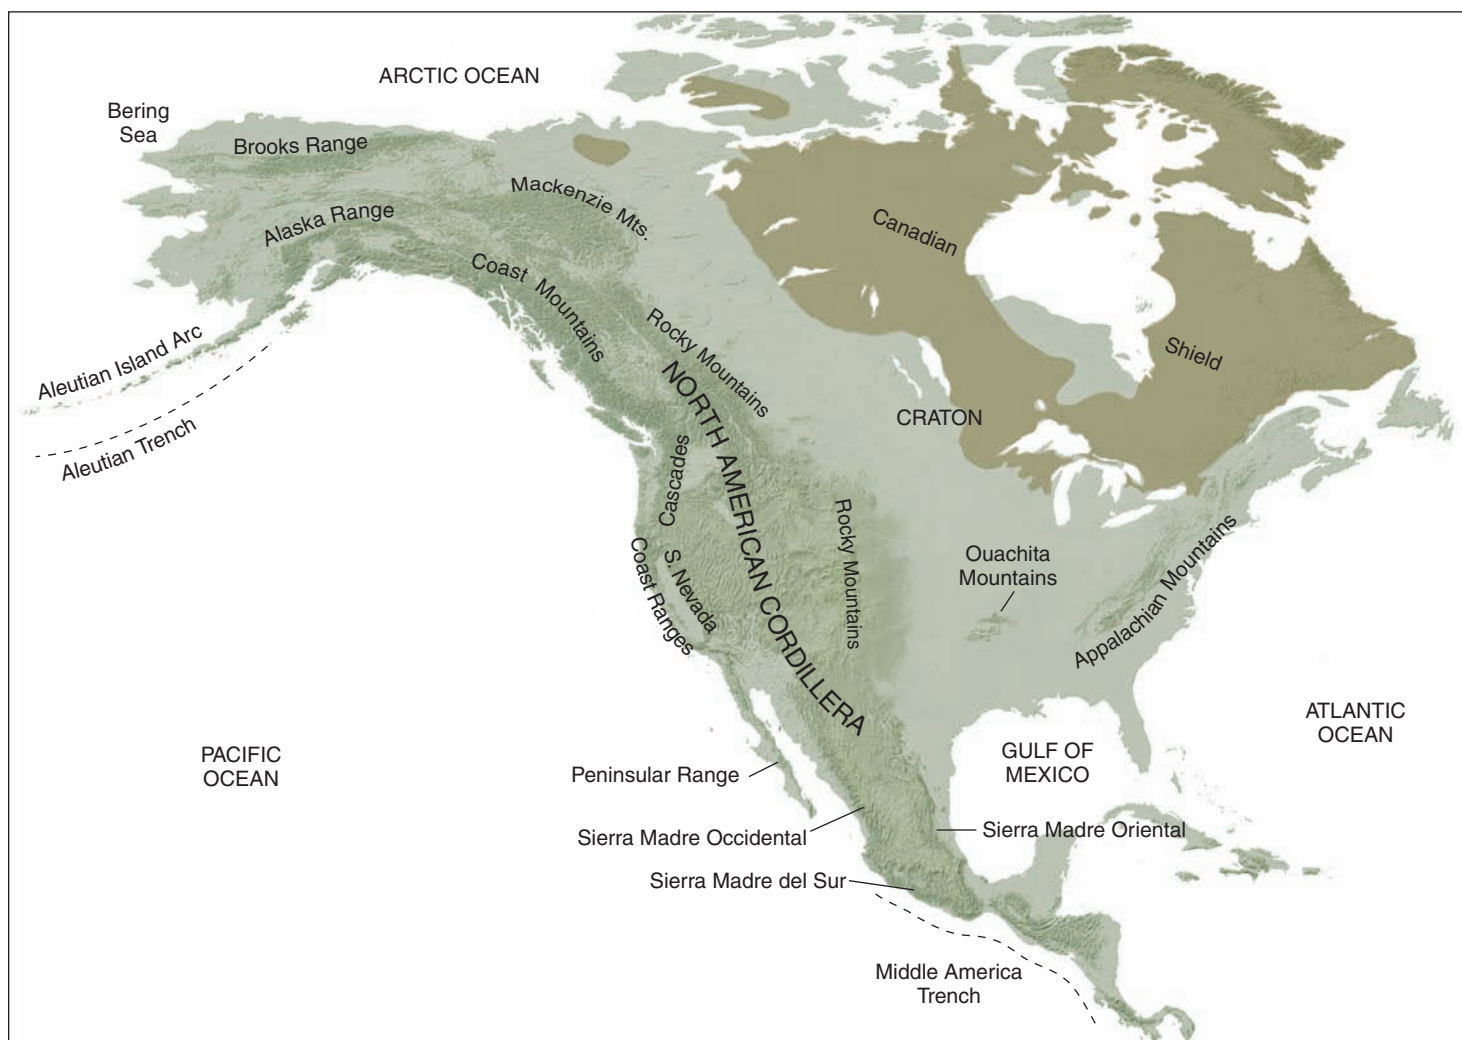 ARCTIC OCEAN
Bering
Sea
Brooks Range
Mackenzie Mts.
Alaska Range
Canadian
Coast Mountains
Shield
Rocky Mountains
Aleutian Island Arc
Aleutian Trench
CRATON
NORTH AMERICAN CORDILLERA
Cascades
Rocky Mountains
Ouachita
Mountains
Appalachian Mountains
S. Nevada
Coast Ranges
ATLANTIC
OCEAN
PACIFIC
OCEAN
GULF OF
MEXICO
Peninsular Range
Sierra Madre Occidental
Sierra Madre Oriental
Sierra Madre del Sur
Middle America
Trench